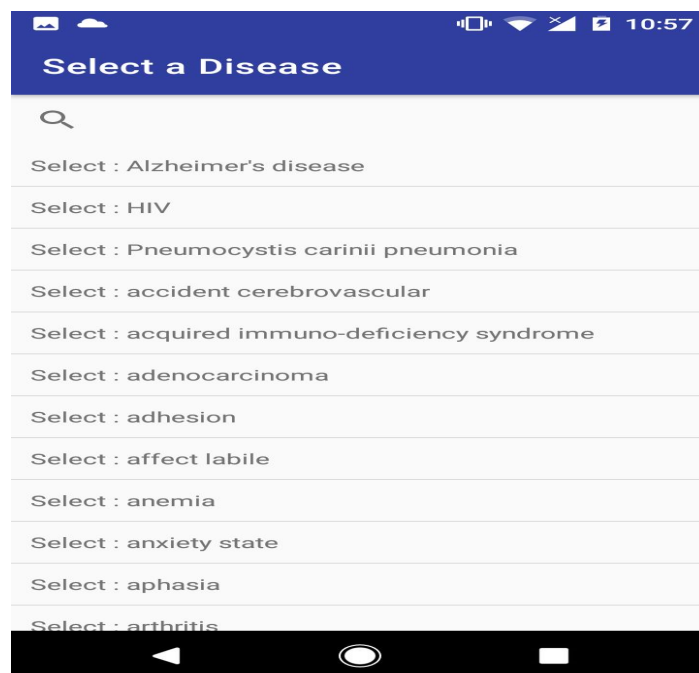 10:57
Select a Disease
Select : Alzheimer's disease
Select : HIV
Select : Pneumocystis carinii pneumonia
Select : accident cerebrovascular
Select : acquired immuno-deficiency syndrome
Select : adenocarcinoma
Select : adhesion
Select : affect labile
Select : anemia
Select : anxiety state
Select : aphasia
Select : arthritis